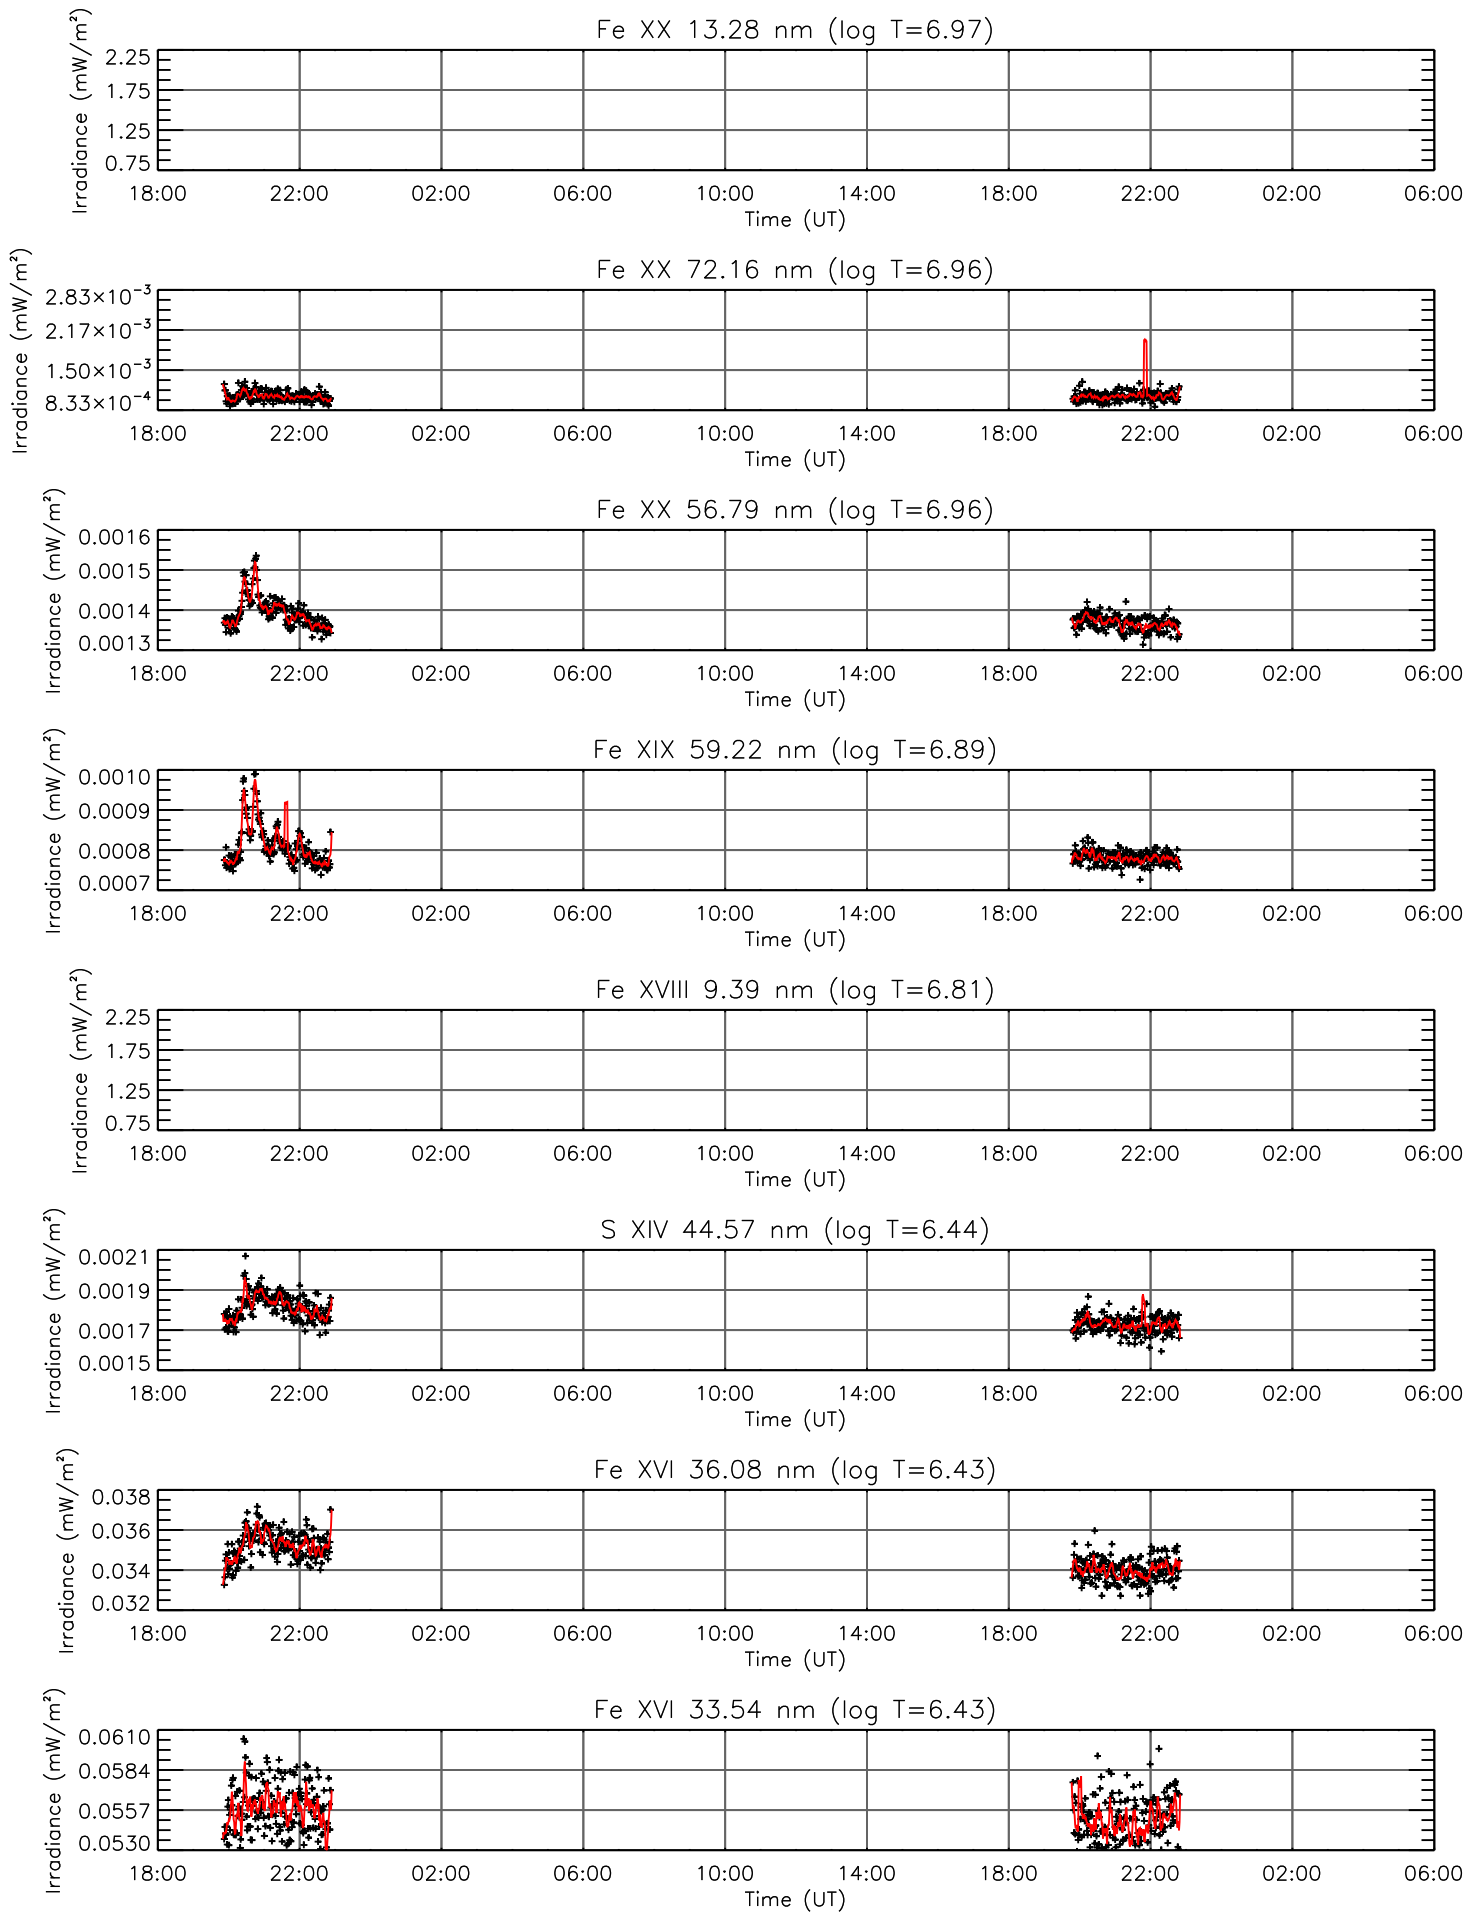 Fe XX 13.28 nm (log T=6.97)
Irradiance (mW/m²)
2.25
1.75
1.25
0.75
18:00 22:00 02:00 06:00 10:00 14:00 18:00 22:00 02:00 06:00
Time (UT)
Fe XX 72.16 nm (log T=6.96)
Irradiance (mW/m²)
2.83×10⁻³
2.17×10⁻³
1.50×10⁻³
8.33×10⁻⁴
18:00 22:00 02:00 06:00 10:00 14:00 18:00 22:00 02:00 06:00
Time (UT)
Fe XX 56.79 nm (log T=6.96)
Irradiance (mW/m²)
0.0016
0.0015
0.0014
0.0013
18:00 22:00 02:00 06:00 10:00 14:00 18:00 22:00 02:00 06:00
Time (UT)
Fe XIX 59.22 nm (log T=6.89)
Irradiance (mW/m²)
0.0010
0.0009
0.0008
0.0007
18:00 22:00 02:00 06:00 10:00 14:00 18:00 22:00 02:00 06:00
Time (UT)
Fe XVIII 9.39 nm (log T=6.81)
Irradiance (mW/m²)
2.25
1.75
1.25
0.75
18:00 22:00 02:00 06:00 10:00 14:00 18:00 22:00 02:00 06:00
Time (UT)
S XIV 44.57 nm (log T=6.44)
Irradiance (mW/m²)
0.0021
0.0019
0.0017
0.0015
18:00 22:00 02:00 06:00 10:00 14:00 18:00 22:00 02:00 06:00
Time (UT)
Fe XVI 36.08 nm (log T=6.43)
Irradiance (mW/m²)
0.038
0.036
0.034
0.032
18:00 22:00 02:00 06:00 10:00 14:00 18:00 22:00 02:00 06:00
Time (UT)
Fe XVI 33.54 nm (log T=6.43)
Irradiance (mW/m²)
0.0610
0.0584
0.0557
0.0530
18:00 22:00 02:00 06:00 10:00 14:00 18:00 22:00 02:00 06:00
Time (UT)